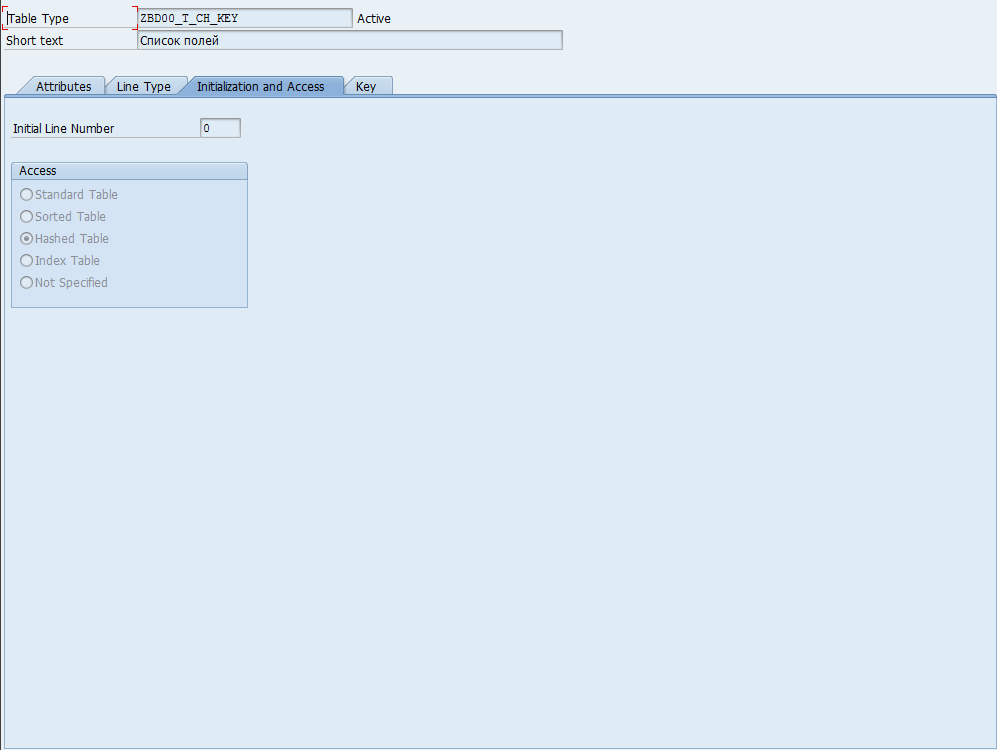 Table Type ZBD00_T_CH_KEY Active
Short text Список полей
Attributes Line Type Initialization and Access Key
Initial Line Number 0
Access
Standard Table
Sorted Table
Hashed Table
Index Table
Not Specified